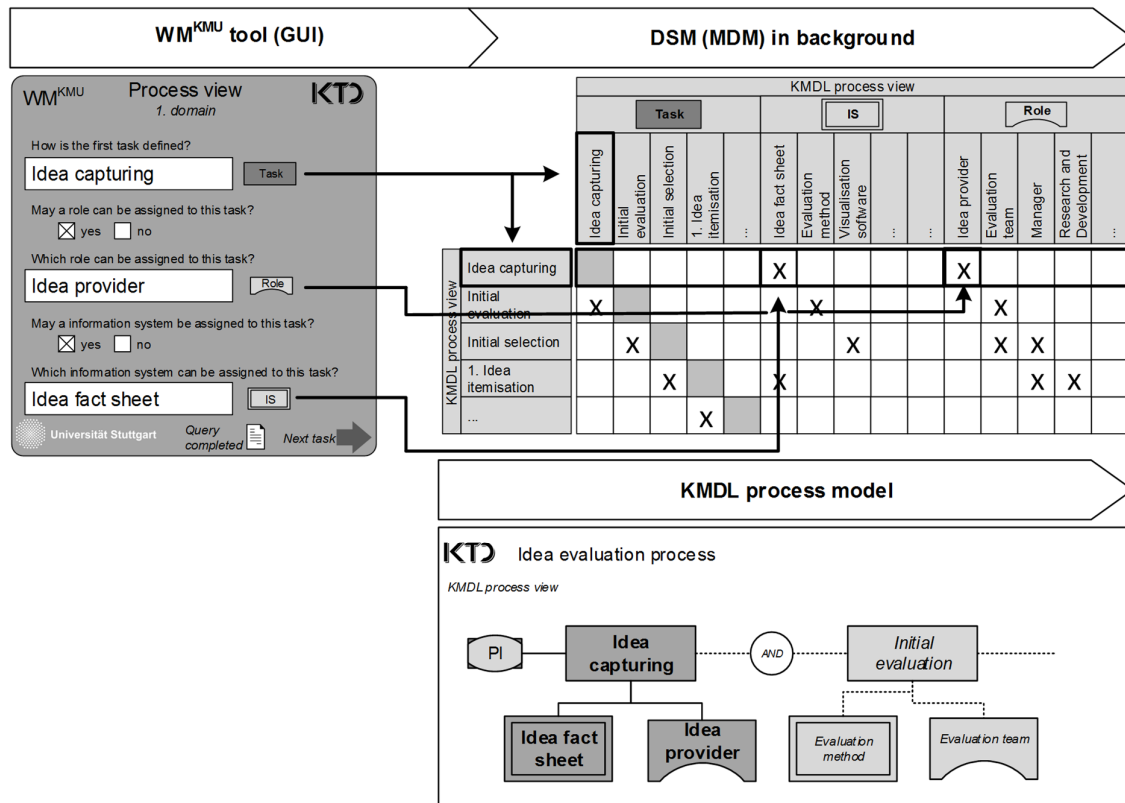 WMKMU tool (GUI)
DSM (MDM) in background
WMKMU
Process view
KTD
1. domain
How is the first task defined?
Idea capturing
Task
May a role can be assigned to this task?
X yes no
Which role can be assigned to this task?
Idea provider
Role
May a information system be assigned to this task?
X yes no
Which information system can be assigned to this task?
Idea fact sheet
IS
Universität Stuttgart
Query
completed
Next task
KMDL process view
Task
IS
Role
Idea capturing
Initial
evaluation
Initial selection
1. Idea
itemisation
...
Idea fact sheet
Evaluation
method
Visualisation
software
...
...
Idea provider
Evaluation
team
Manager
Research and
Development
...
KMDL process view
Idea capturing
X X
Initial
evaluation
X X X
Initial selection
X X X X
1. Idea
itemisation
X X X X
...
X
KMDL process model
KTD
Idea evaluation process
KMDL process view
PI
Idea
capturing
AND
Initial
evaluation
Idea fact
sheet
Idea
provider
Evaluation
method
Evaluation team